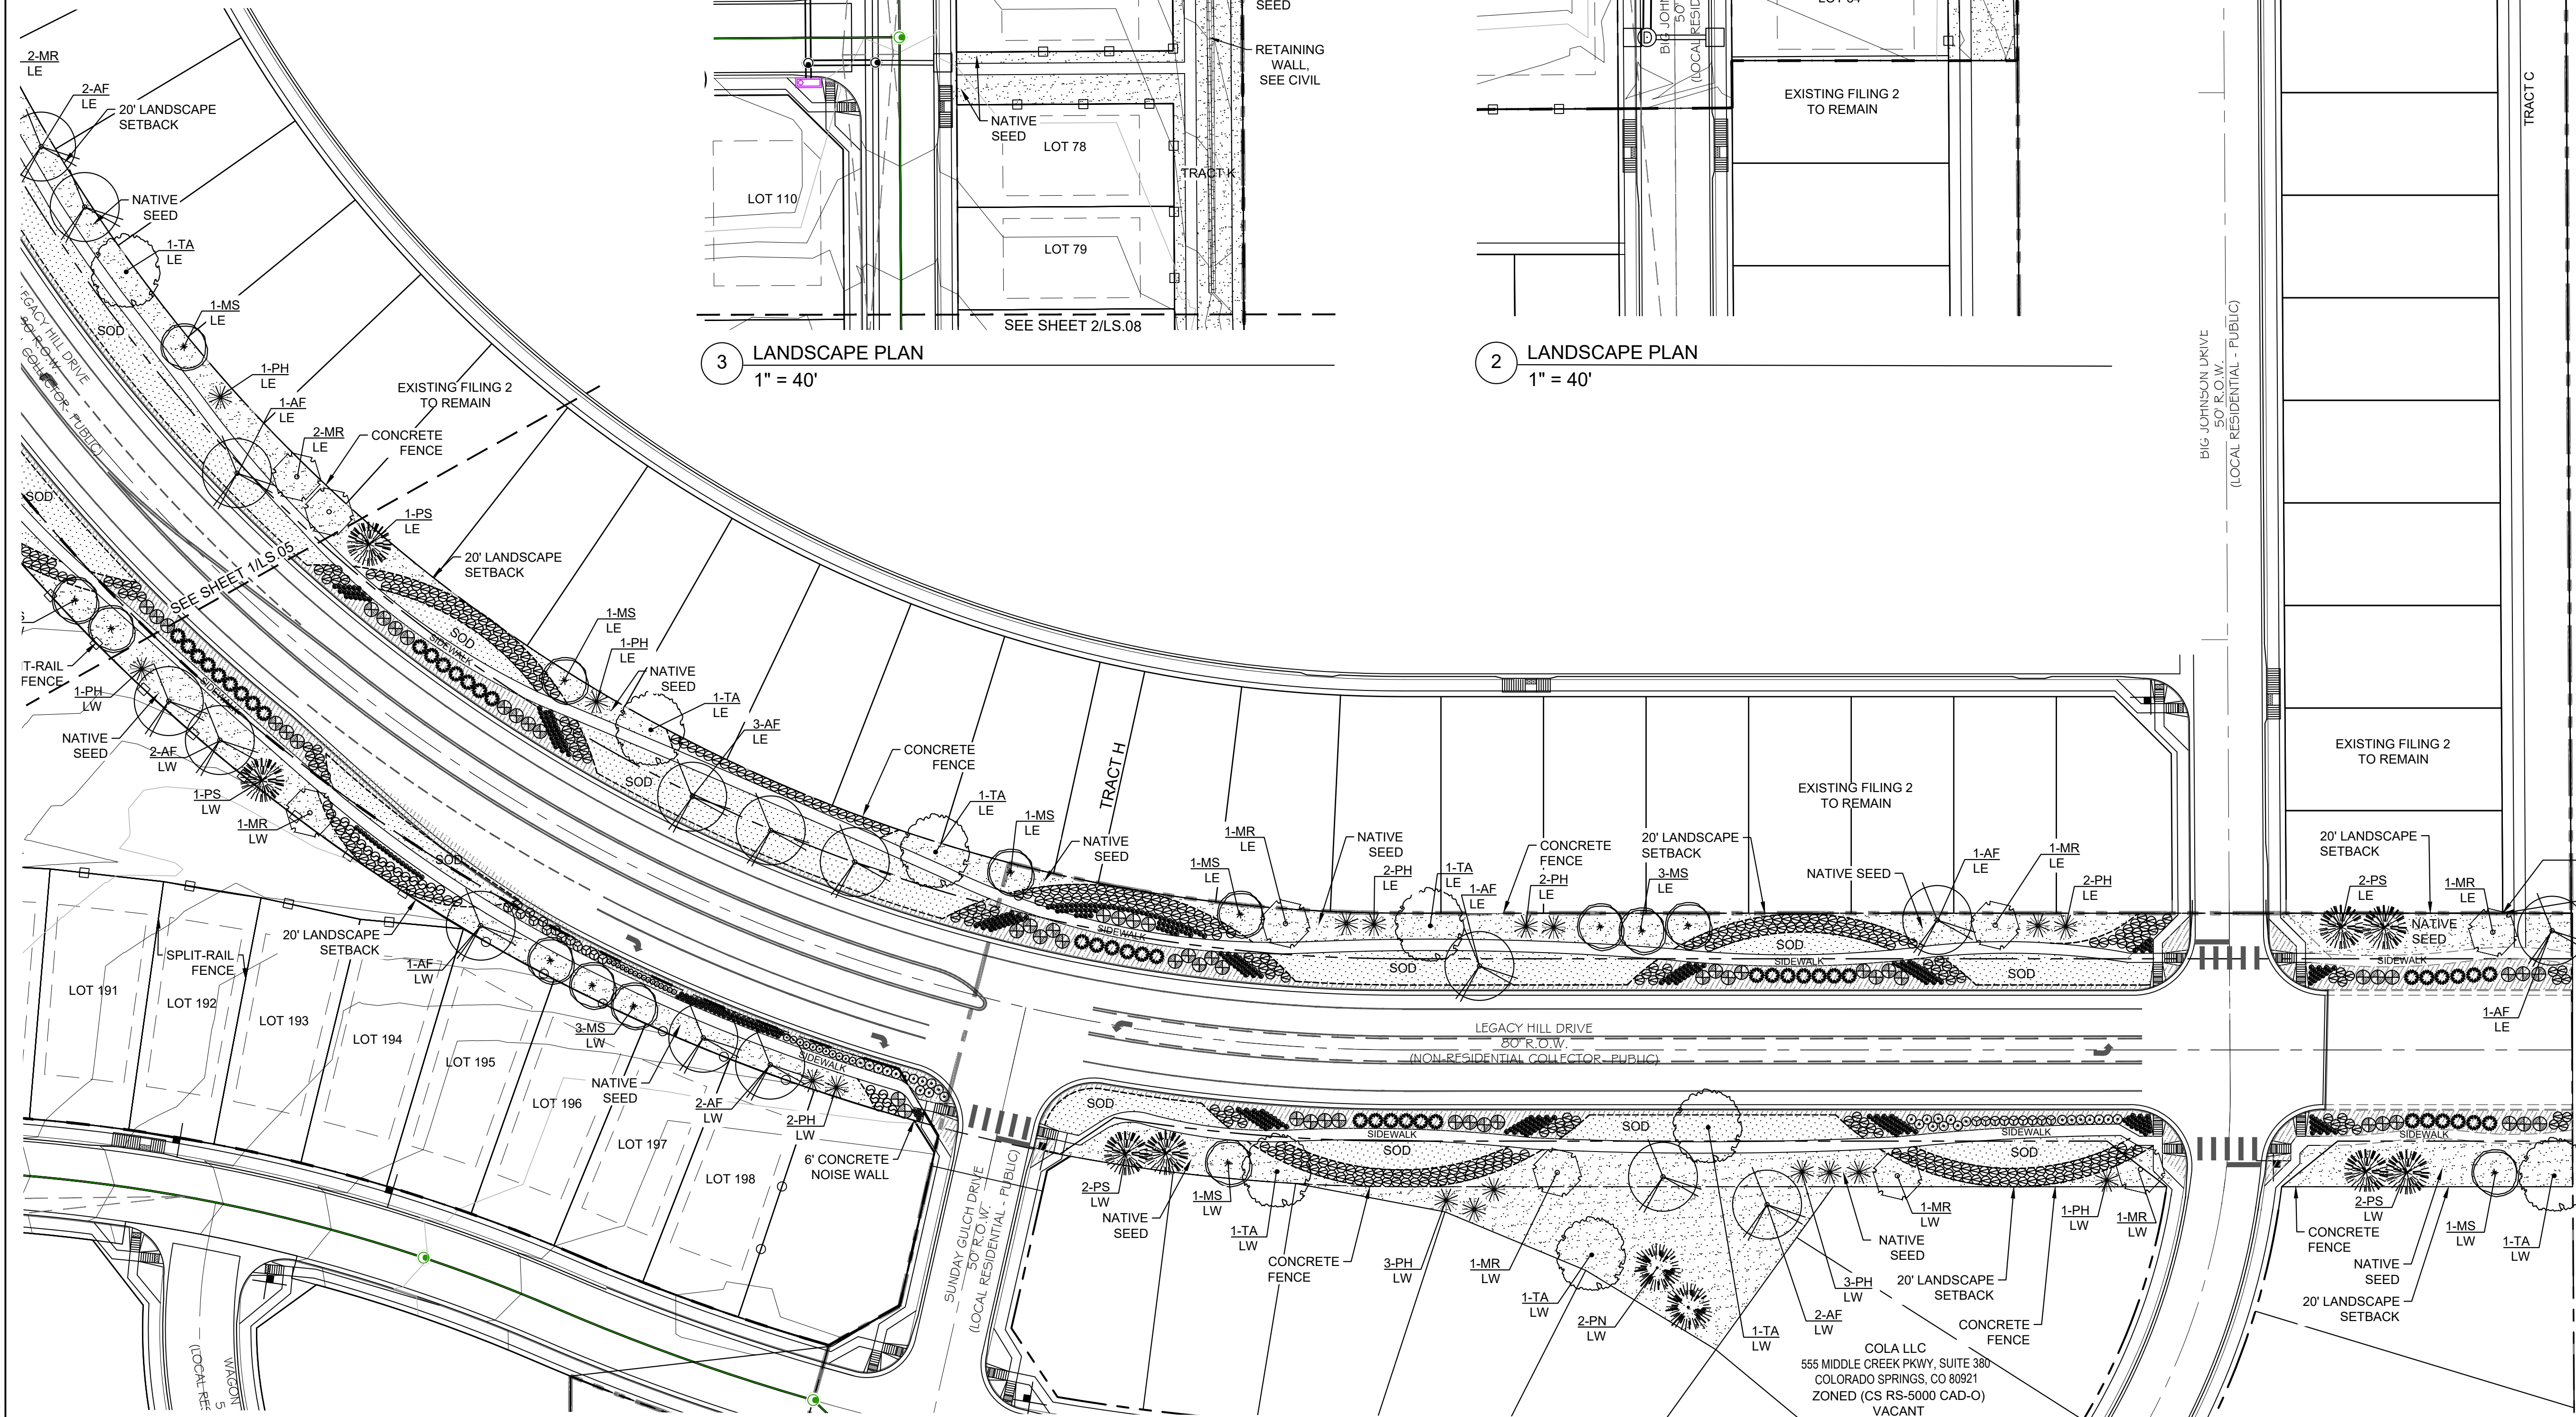 2-MR
LE
2-AF
LE
20' LANDSCAPE
SETBACK
NATIVE
SEED
1-TA
LE
1-MS
LE
SOD
LEGACY HILL DRIVE
80' R.O.W.
COLLECTOR- PUBLIC)
1-PH
LE
1-AF
LE
EXISTING FILING 2
TO REMAIN
2-MR
LE
CONCRETE
FENCE
1-PS
LE
SOD
SEE SHEET 1/LS.05
20' LANDSCAPE
SETBACK
SEED
RETAINING
WALL,
SEE CIVIL
NATIVE
SEED
LOT 78
TRACT K
LOT 110
LOT 79
SEE SHEET 2/LS.08
3
LANDSCAPE PLAN
1" = 40'
BIG JOHN
50'
(LOCAL RESID
EXISTING FILING 2
TO REMAIN
2
LANDSCAPE PLAN
1" = 40'
TRACT C
BIG JOHNSON DRIVE
50' R.O.W.
(LOCAL RESIDENTIAL - PUBLIC)
1-MS
LE
1-PH
LE
NATIVE
SEED
1-TA
LE
3-AF
LE
SOD
SIDEWALK
SOD
CONCRETE
FENCE
1-TA
LE
1-MS
LE
TRACT H
NATIVE
SEED
1-MS
LE
1-MR
LE
NATIVE
SEED
2-PH
LE
1-TA
LE
1-AF
LE
CONCRETE
FENCE
2-PH
LE
3-MS
LE
20' LANDSCAPE
SETBACK
EXISTING FILING 2
TO REMAIN
NATIVE SEED
1-AF
LE
1-MR
LE
2-PH
LE
SIDEWALK
SOD
SOD
SIDEWALK
SOD
EXISTING FILING 2
TO REMAIN
20' LANDSCAPE
SETBACK
2-PS
LE
1-MR
LE
NATIVE
SEED
SIDEWALK
1-AF
LE
IT-RAIL
FENCE
1-PH
LW
NATIVE
SEED
2-AF
LW
SIDEWALK
1-PS
LW
1-MR
LW
SOD
20' LANDSCAPE
SETBACK
SPLIT-RAIL
FENCE
1-AF
LW
3-MS
LW
NATIVE
SEED
2-AF
LW
2-PH
LW
SIDEWALK
6' CONCRETE
NOISE WALL
LOT 191
LOT 192
LOT 193
LOT 194
LOT 195
LOT 196
LOT 197
LOT 198
WAGON
5
(LOCAL RES
SUNDAY GULCH DRIVE
50' R.O.W.
(LOCAL RESIDENTIAL - PUBLIC)
LEGACY HILL DRIVE
80' R.O.W.
(NON-RESIDENTIAL COLLECTOR- PUBLIC)
SOD
SIDEWALK
SOD
SOD
SIDEWALK
SOD
SIDEWALK
2-PS
LW
NATIVE
SEED
1-MS
LW
1-TA
LW
CONCRETE
FENCE
3-PH
LW
1-MR
LW
1-TA
LW
2-PN
LW
1-TA
LW
2-AF
LW
3-PH
LW
NATIVE
SEED
1-MR
LW
20' LANDSCAPE
SETBACK
CONCRETE
FENCE
1-PH
LW
1-MR
LW
COLA LLC
555 MIDDLE CREEK PKWY, SUITE 380
COLORADO SPRINGS, CO 80921
ZONED (CS RS-5000 CAD-O)
VACANT
CONCRETE
FENCE
2-PS
LW
NATIVE
SEED
20' LANDSCAPE
SETBACK
1-MS
LW
1-TA
LW